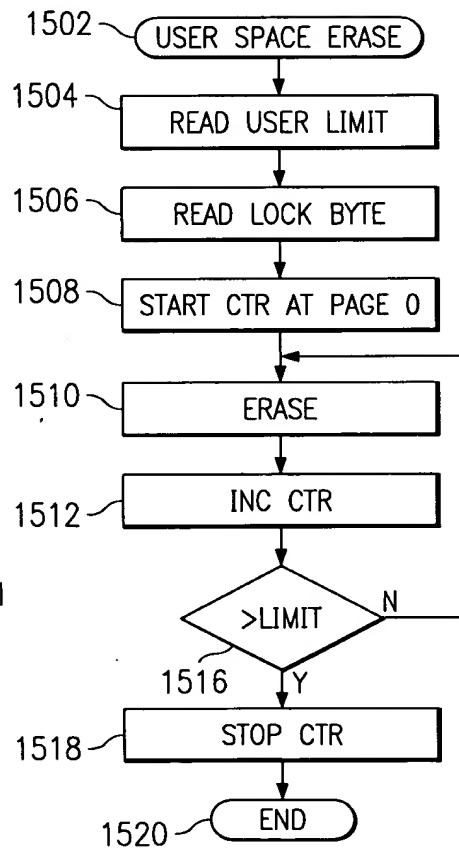 1502
USER SPACE ERASE
1504
READ USER LIMIT
1506
READ LOCK BYTE
1508
START CTR AT PAGE 0
1510
ERASE
1512
INC CTR
>LIMIT
N
1516
Y
1518
STOP CTR
1520
END